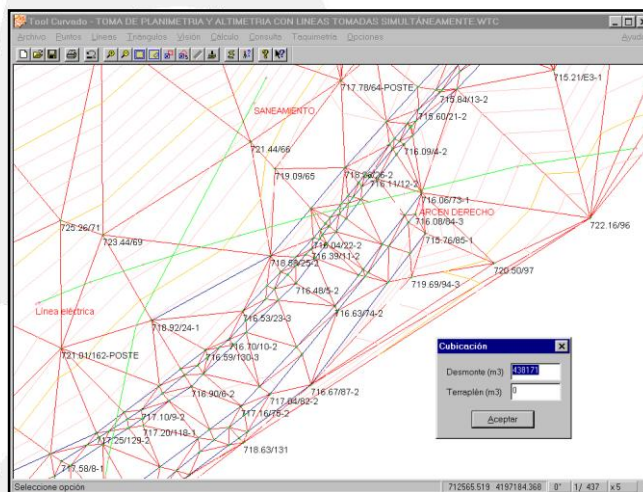 Tool Curvado - TOMA DE PLANIMETRIA Y ALTIMETRIA CON LINEAS TOMADAS SIMULTÁNEAMENTE.WTC
Archivo Puntos Líneas Triángulos Visión Cálculo Consulta Taquimetría Opciones Ayuda
717.78/64-POSTE
715.21/E3-1
715.84/13-2
SANEAMIENTO
715.60/21-2
721.44/66
716.09/4-2
719.09/65
716.11/12-2
716.06/73-1
ARCEN DERECHO
716.08/84-3
722.16/96
725.26/71
723.44/69
715.76/85-1
716.04/22-2
716.39/11-2
720.50/97
719.69/94-3
716.48/5-2
Línea eléctrica
716.53/23-3
716.63/74-2
718.92/24-1
Cubicación
716.70/10-2
721.01/162-POSTE
716.59/130-3
Desmonte (m3) 438171
Terraplén (m3) 0
716.90/6-2
716.67/87-2
717.04/82-2
Aceptar
717.10/9-2
717.16/78-2
717.20/118-1
717.25/129-2
718.63/131
717.58/8-1
Seleccione opción 712565.519 4197184.368 0° 1/ 437 x5